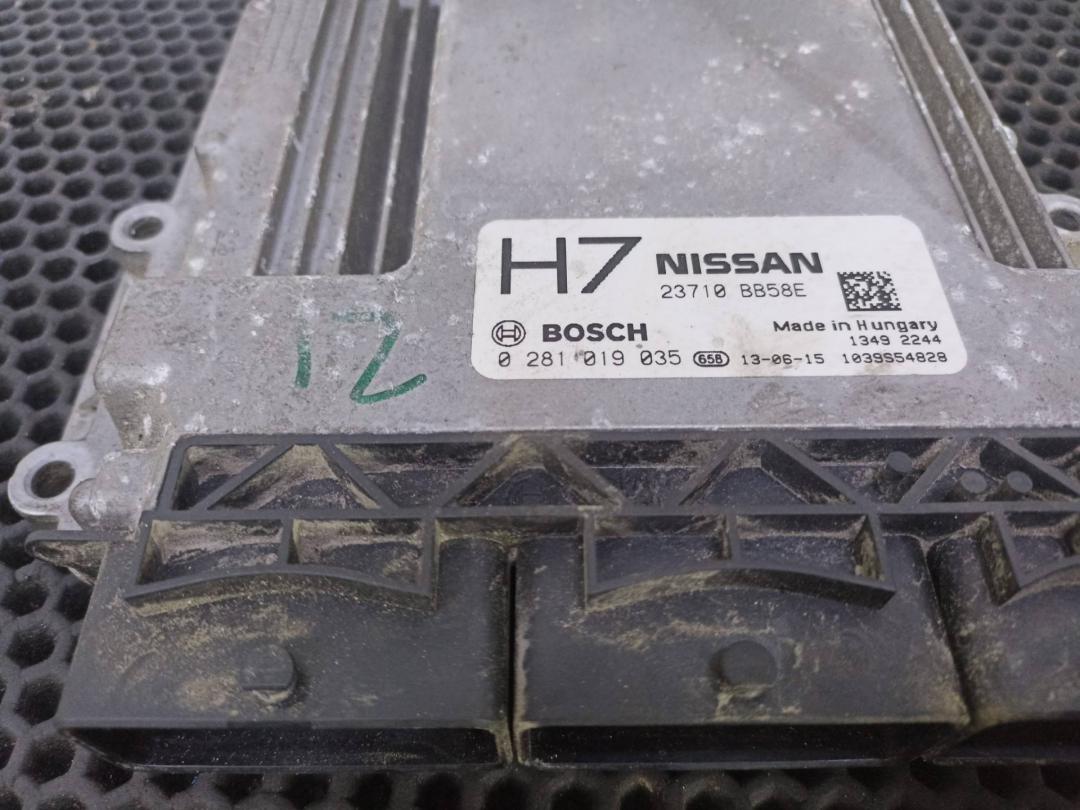 H7 NISSAN
23710 BB58E
BOSCH Made in Hungary
1349 2244
0 281 019 035 658 13-06-15 1039S54828
12